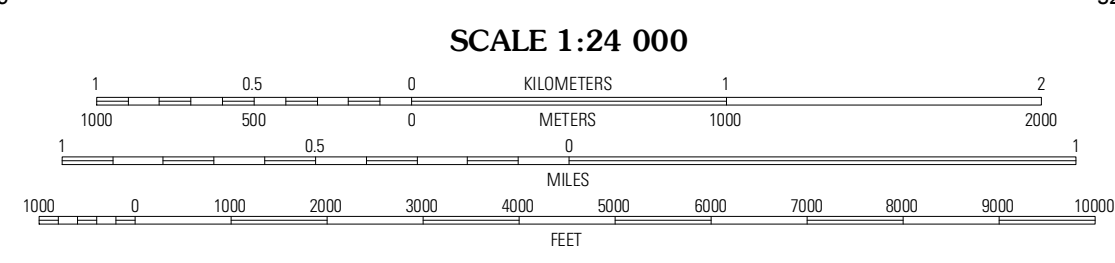 SCALE 1:24 000
1 0.5 0 KILOMETERS 1 2
1000 500 0 METERS 1000 2000
1 0.5 0 1
MILES
1000 0 1000 2000 3000 4000 5000 6000 7000 8000 9000 10000
FEET